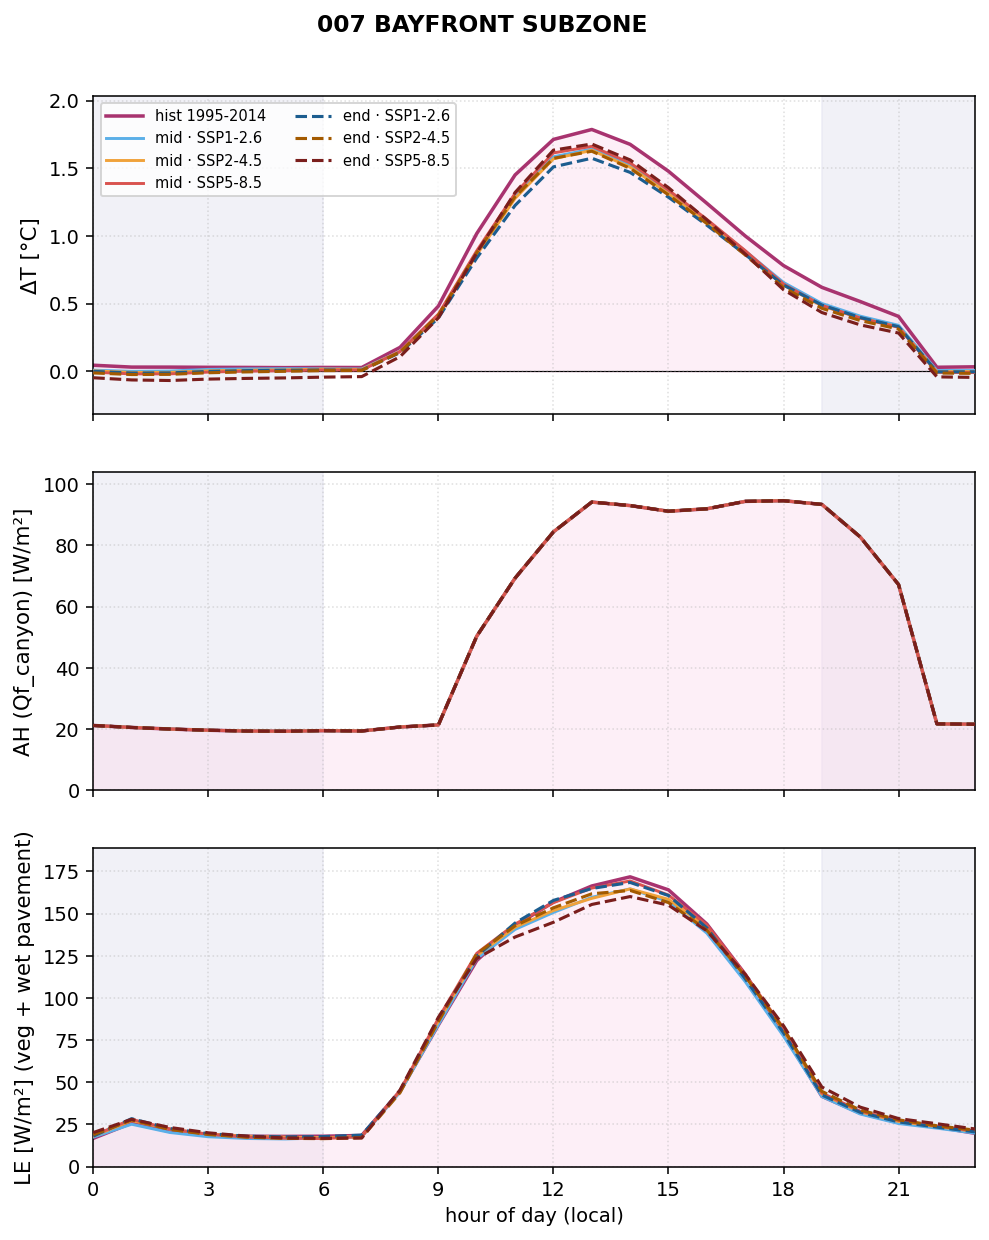 007 BAYFRONT SUBZONE
ΔT [°C]
2.0
1.5
1.0
0.5
0.0
hist 1995-2014
mid · SSP1-2.6
mid · SSP2-4.5
mid · SSP5-8.5
end · SSP1-2.6
end · SSP2-4.5
end · SSP5-8.5
AH (Qf_canyon) [W/m²]
100
80
60
40
20
0
LE [W/m²] (veg + wet pavement)
175
150
125
100
75
50
25
0
0 3 6 9 12 15 18 21
hour of day (local)